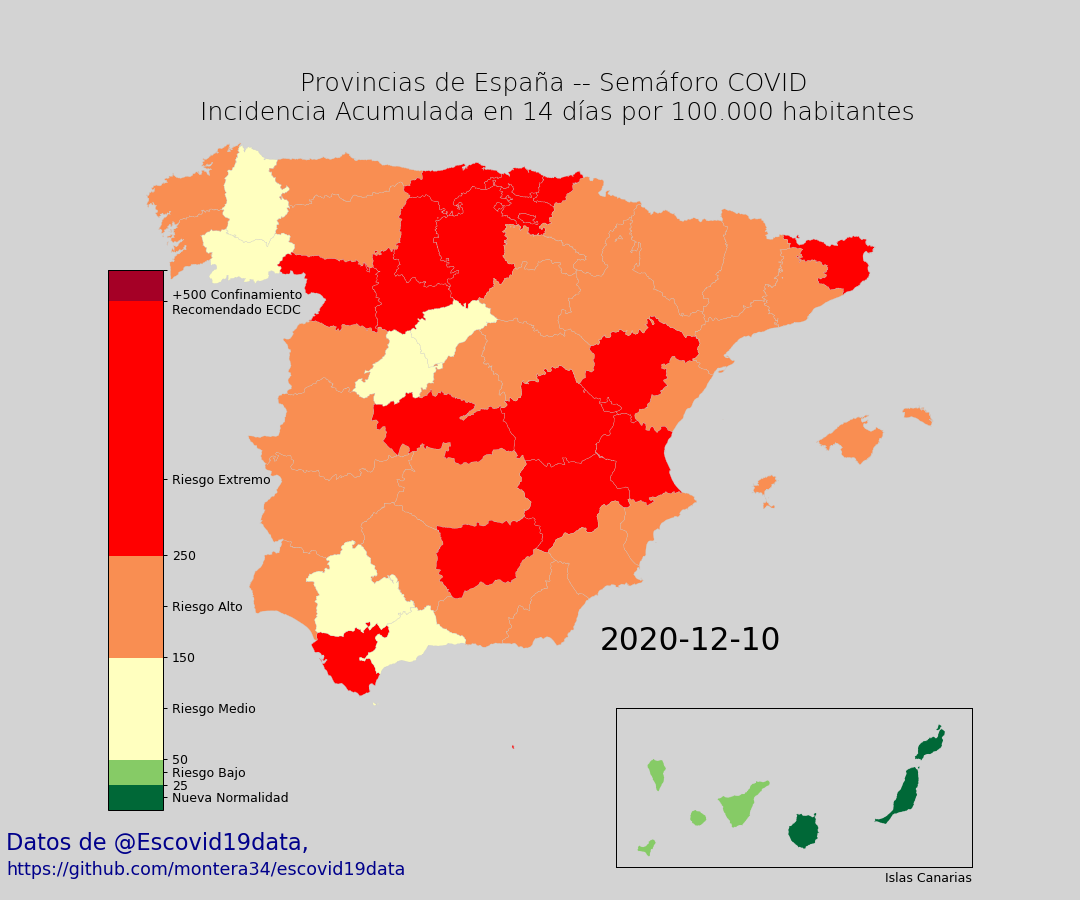 Provincias de España -- Semáforo COVID
Incidencia Acumulada en 14 días por 100.000 habitantes
+500 Confinamiento
Recomendado ECDC
Riesgo Extremo
250
Riesgo Alto
150
Riesgo Medio
50
Riesgo Bajo
25
Nueva Normalidad
2020-12-10
Islas Canarias
Datos de @Escovid19data,
https://github.com/montera34/escovid19data